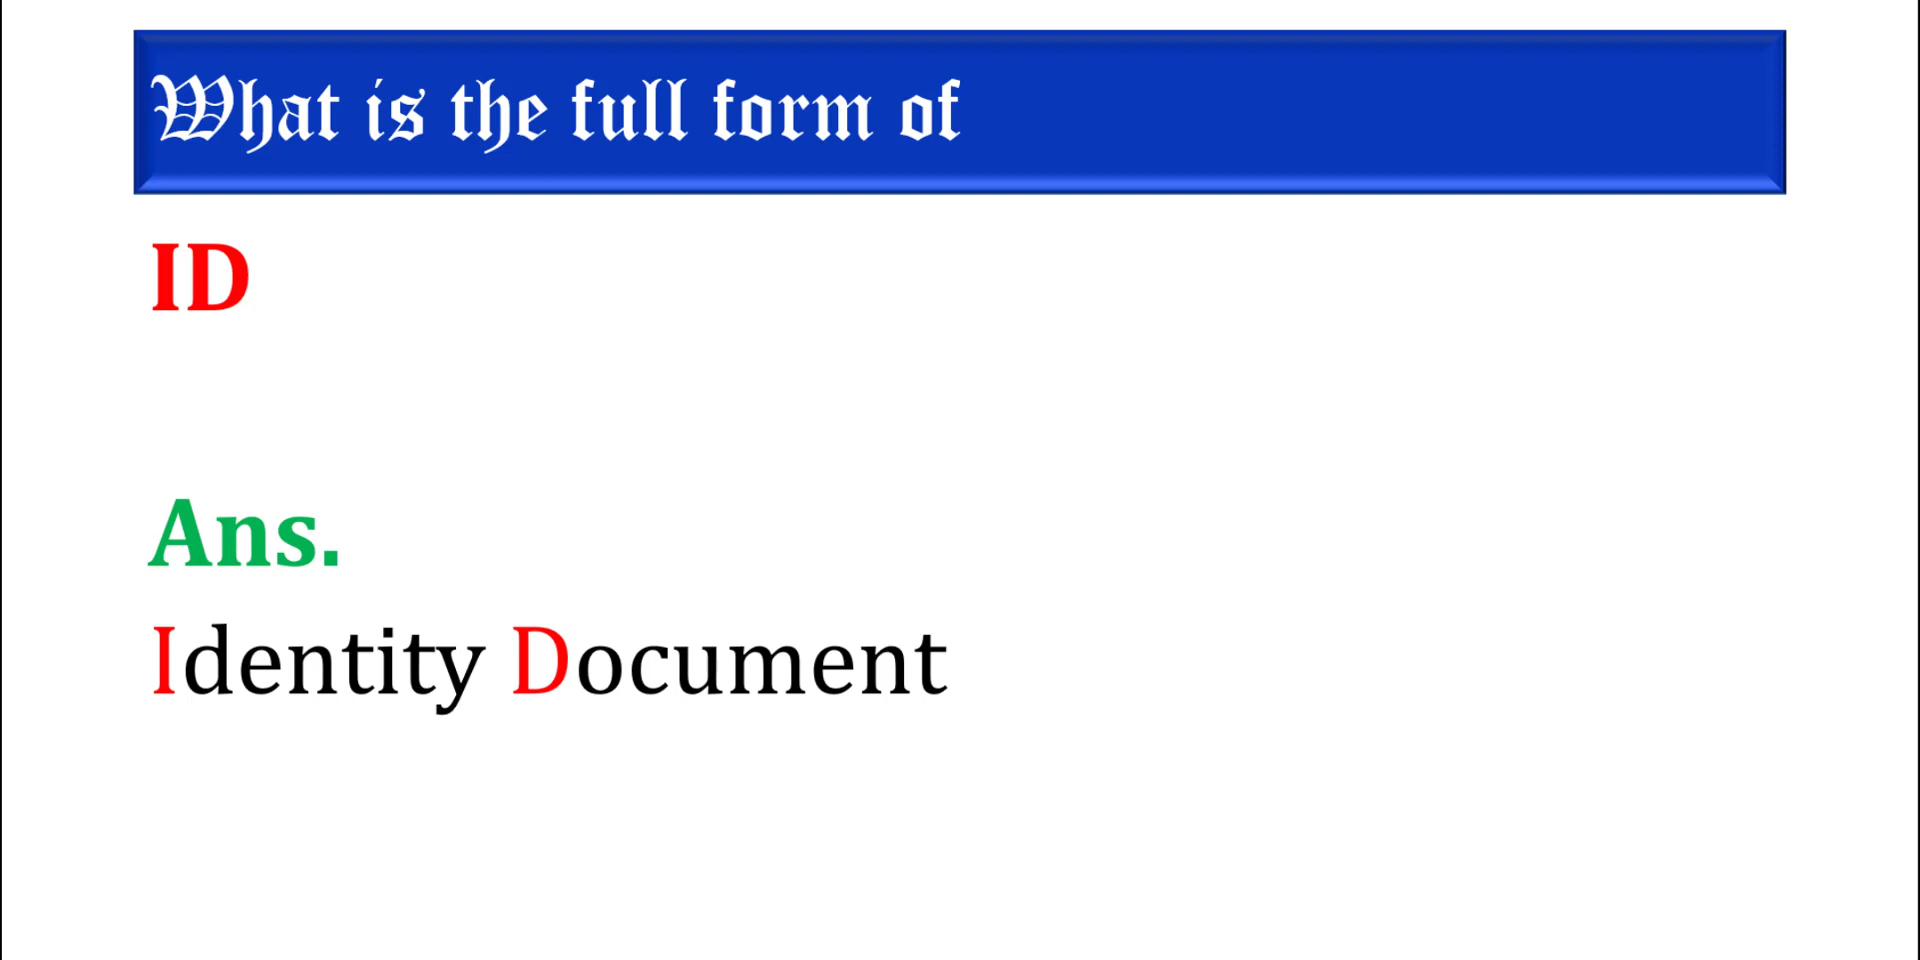 What is the full form of
ID
Ans.
Identity Document